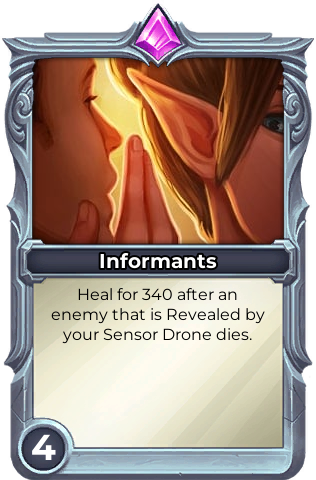 Informants
Heal for 340 after an
enemy that is Revealed by
your Sensor Drone dies.
4